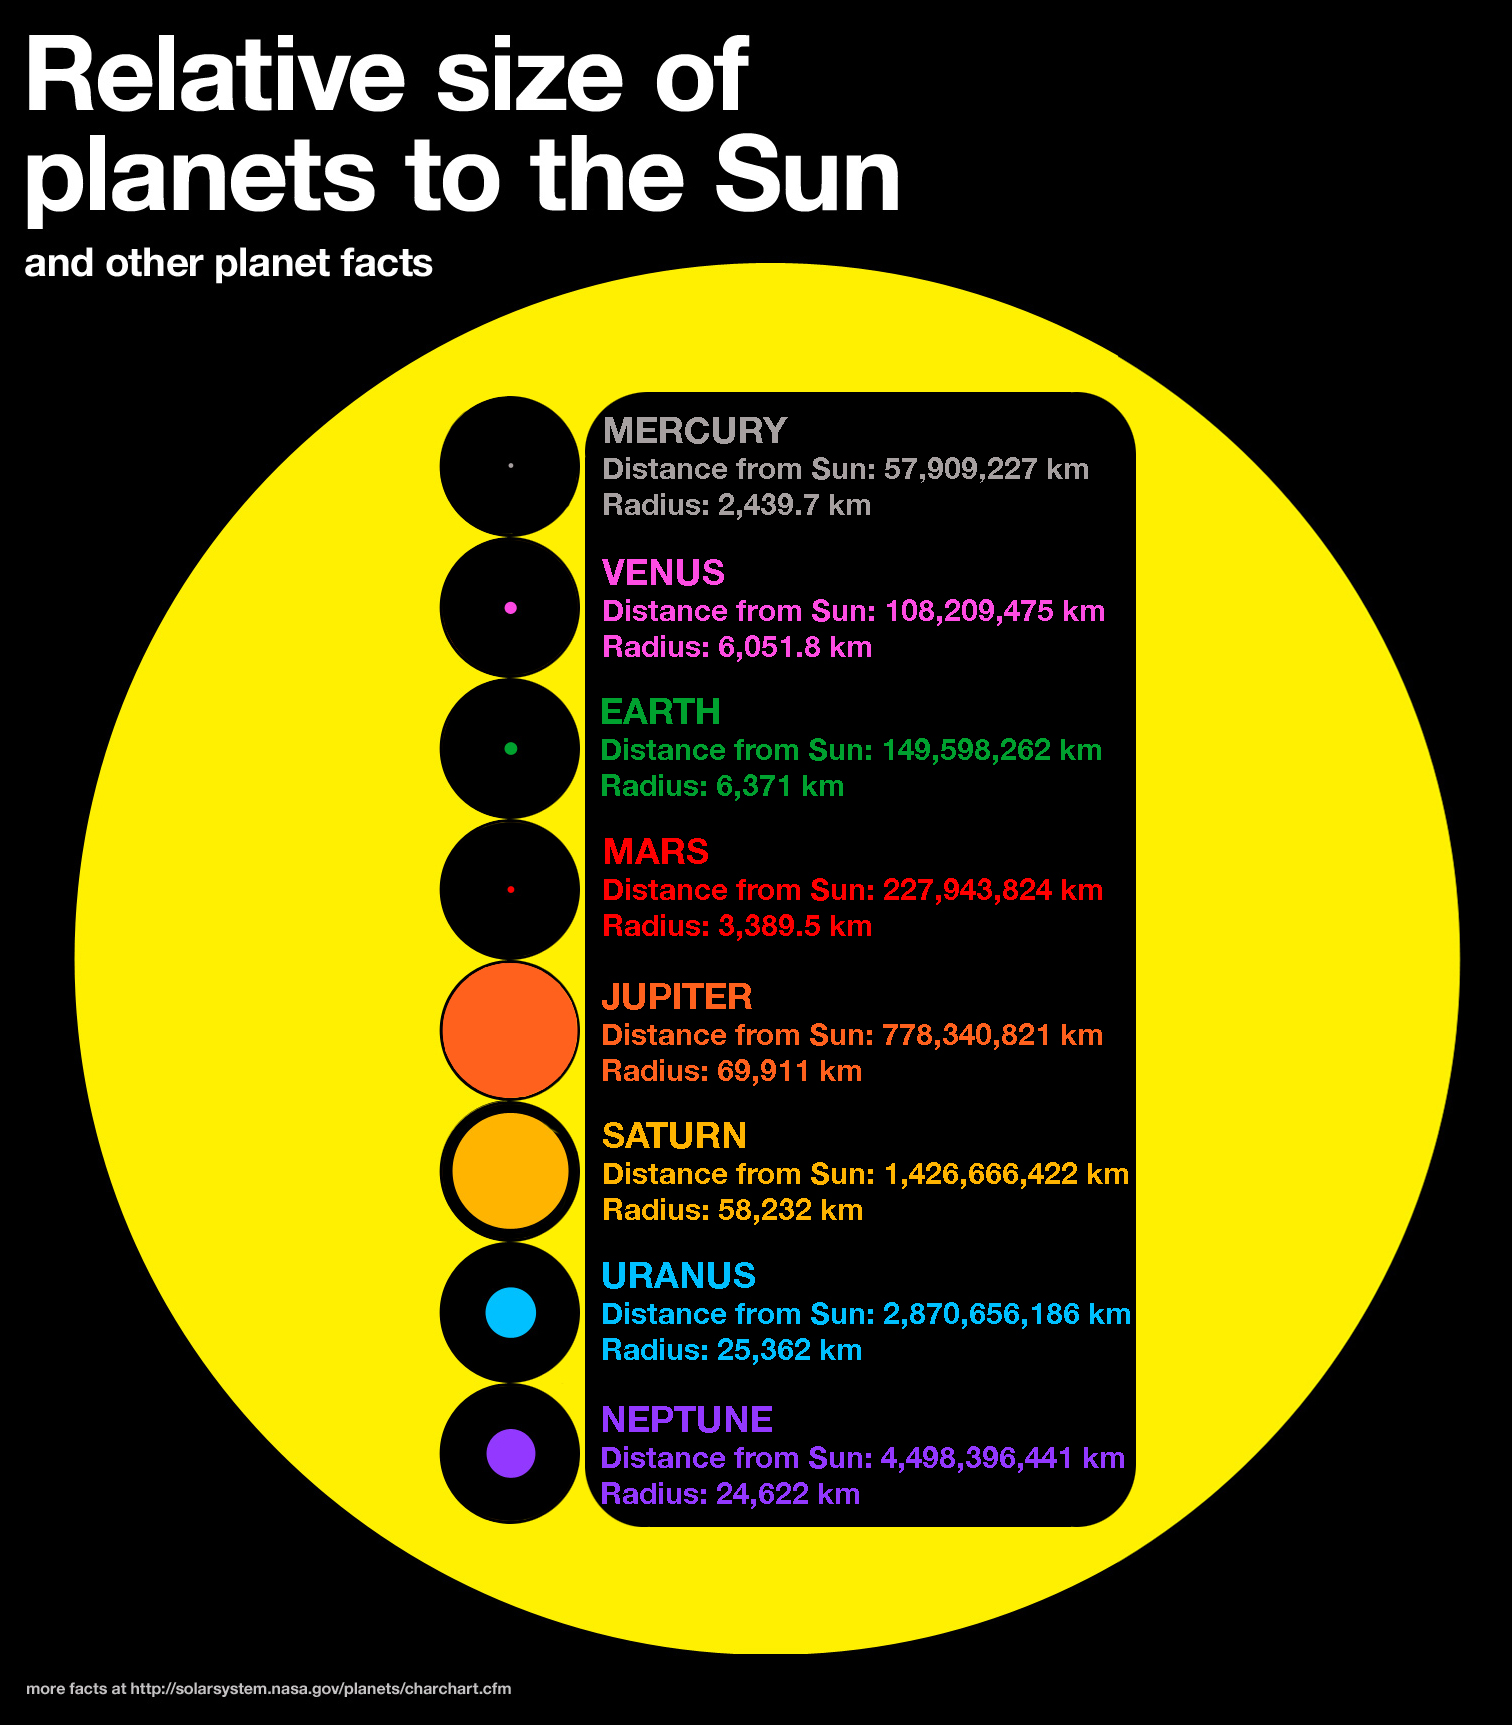 Relative size of
planets to the Sun
and other planet facts
MERCURY
Distance from Sun: 57,909,227 km
Radius: 2,439.7 km
VENUS
Distance from Sun: 108,209,475 km
Radius: 6,051.8 km
EARTH
Distance from Sun: 149,598,262 km
Radius: 6,371 km
MARS
Distance from Sun: 227,943,824 km
Radius: 3,389.5 km
JUPITER
Distance from Sun: 778,340,821 km
Radius: 69,911 km
SATURN
Distance from Sun: 1,426,666,422 km
Radius: 58,232 km
URANUS
Distance from Sun: 2,870,656,186 km
Radius: 25,362 km
NEPTUNE
Distance from Sun: 4,498,396,441 km
Radius: 24,622 km
more facts at http://solarsystem.nasa.gov/planets/charchart.cfm